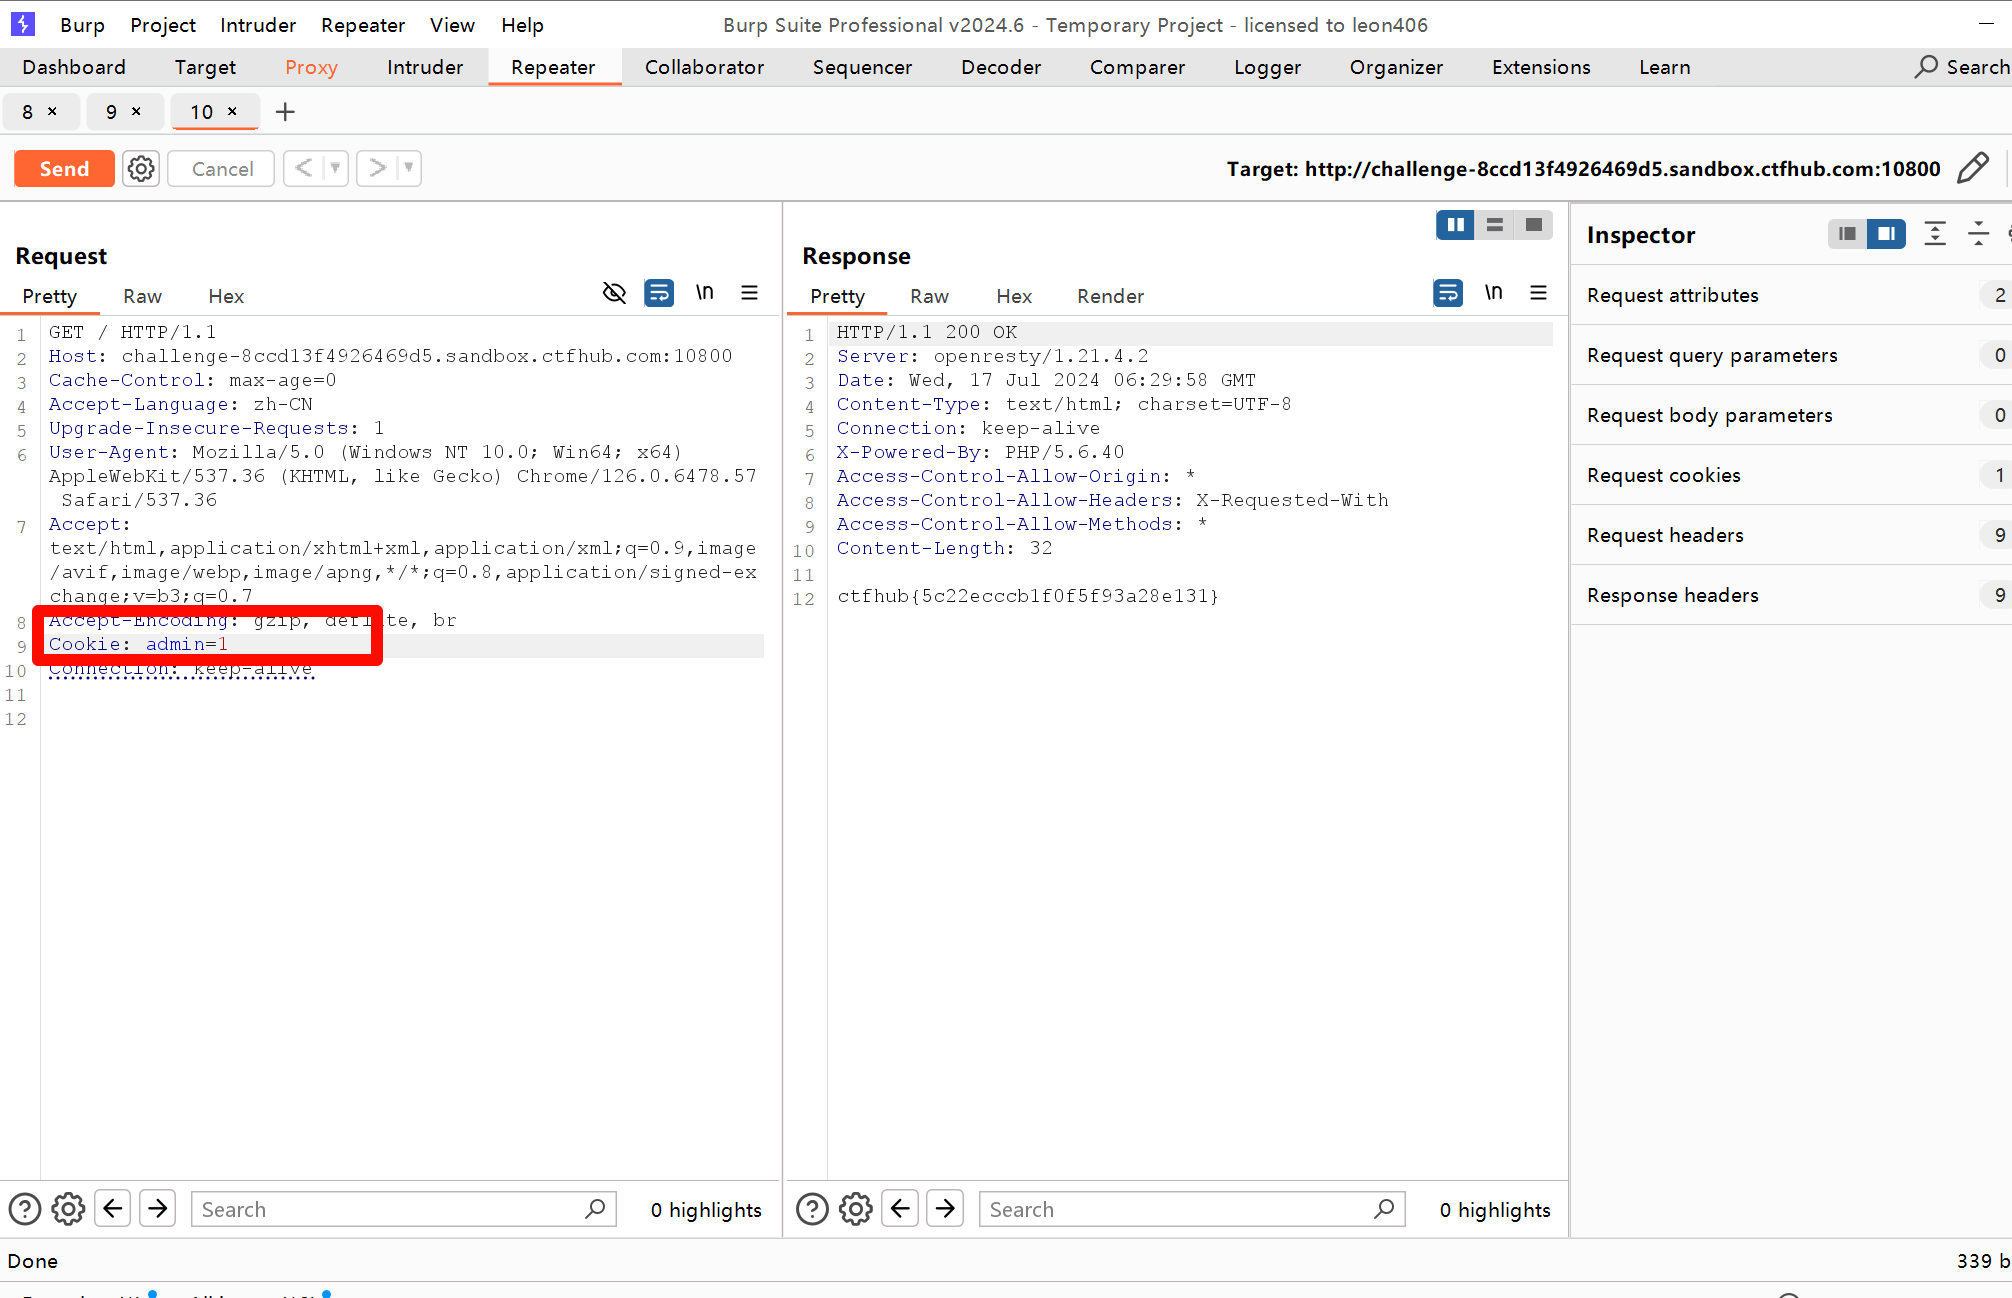 Burp Project Intruder Repeater View Help Burp Suite Professional v2024.6 - Temporary Project - licensed to leon406
Dashboard Target Proxy Intruder Repeater Collaborator Sequencer Decoder Comparer Logger Organizer Extensions Learn Search
8 × 9 × 10 × +
Send Cancel < > Target: http://challenge-8ccd13f4926469d5.sandbox.ctfhub.com:10800
Request
Pretty Raw Hex \n
1 GET / HTTP/1.1
2 Host: challenge-8ccd13f4926469d5.sandbox.ctfhub.com:10800
3 Cache-Control: max-age=0
4 Accept-Language: zh-CN
5 Upgrade-Insecure-Requests: 1
6 User-Agent: Mozilla/5.0 (Windows NT 10.0; Win64; x64)
AppleWebKit/537.36 (KHTML, like Gecko) Chrome/126.0.6478.57
Safari/537.36
7 Accept:
text/html,application/xhtml+xml,application/xml;q=0.9,image
/avif,image/webp,image/apng,*/*;q=0.8,application/signed-ex
change;v=b3;q=0.7
8 Accept-Encoding: gzip, deflate, br
9 Cookie: admin=1
10 Connection: keep-alive
11
12
Search 0 highlights
Response
Pretty Raw Hex Render \n
1 HTTP/1.1 200 OK
2 Server: openresty/1.21.4.2
3 Date: Wed, 17 Jul 2024 06:29:58 GMT
4 Content-Type: text/html; charset=UTF-8
5 Connection: keep-alive
6 X-Powered-By: PHP/5.6.40
7 Access-Control-Allow-Origin: *
8 Access-Control-Allow-Headers: X-Requested-With
9 Access-Control-Allow-Methods: *
10 Content-Length: 32
11
12 ctfhub{5c22ecccb1f0f5f93a28e131}
Search 0 highlights
Inspector
Request attributes 2
Request query parameters 0
Request body parameters 0
Request cookies 1
Request headers 9
Response headers 9
Done 339 b